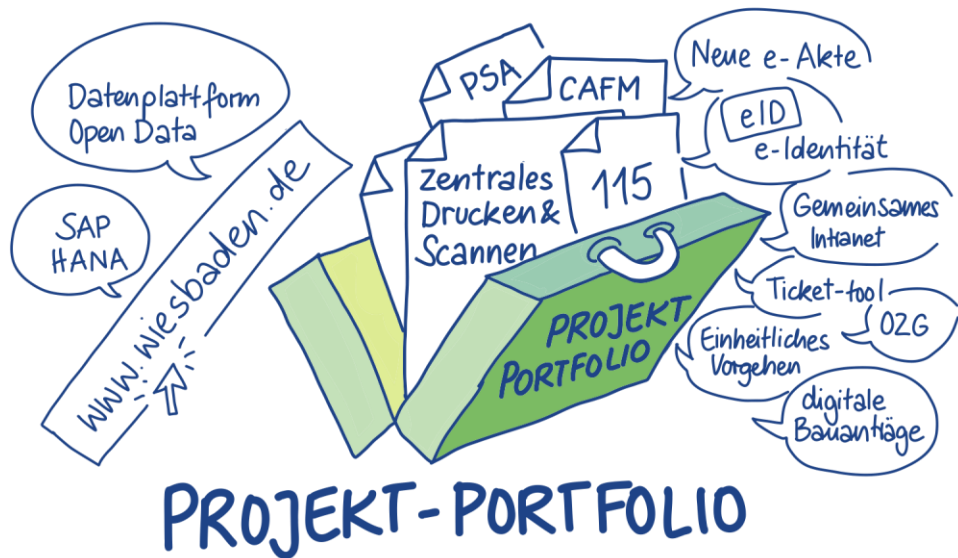 Datenplattform
Open Data
SAP
HANA
www.wiesbaden.de
PSA
CAFM
Zentrales
Drucken &
Scannen
115
PROJEKT
PORTFOLIO
Neue e-Akte
eID
e-Identität
Gemeinsames
Intranet
Ticket-tool
OZG
Einheitliches
Vorgehen
digitale
Bauanträge
PROJEKT-PORTFOLIO